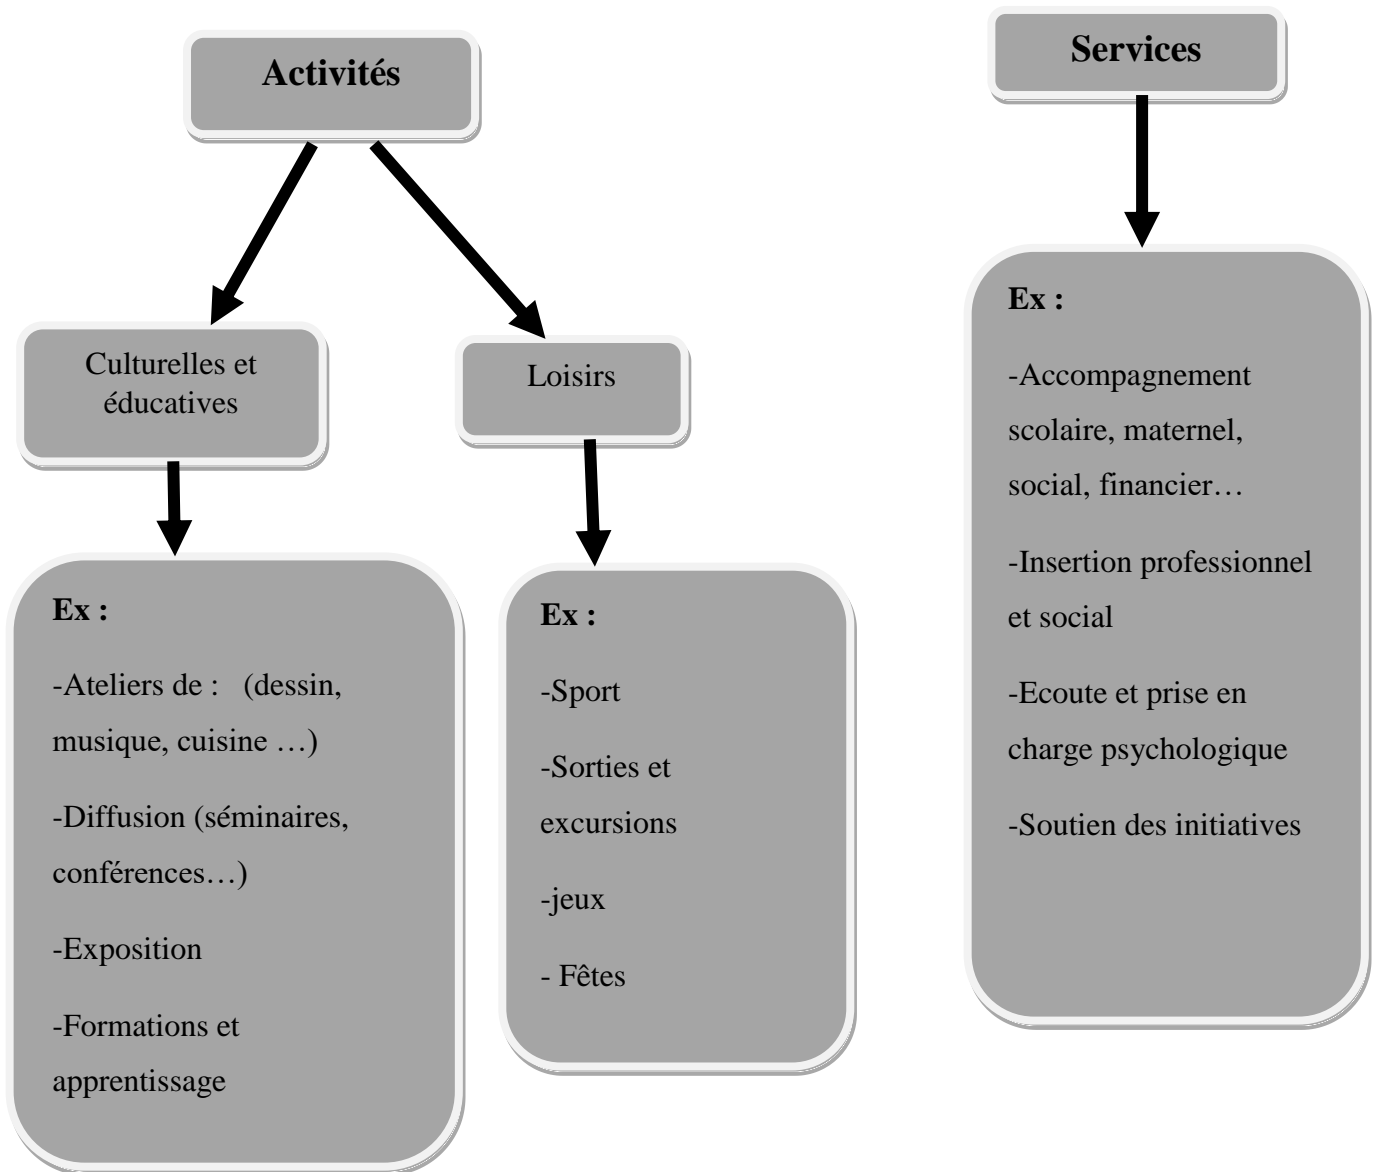 Activités
Services
Culturelles et
éducatives
Loisirs
Ex :
-Ateliers de :   (dessin,
musique, cuisine …)
-Diffusion (séminaires,
conférences…)
-Exposition
-Formations et
apprentissage
Ex :
-Sport
-Sorties et
excursions
-jeux
- Fêtes
Ex :
-Accompagnement
scolaire, maternel,
social, financier…
-Insertion professionnel
et social
-Ecoute et prise en
charge psychologique
-Soutien des initiatives